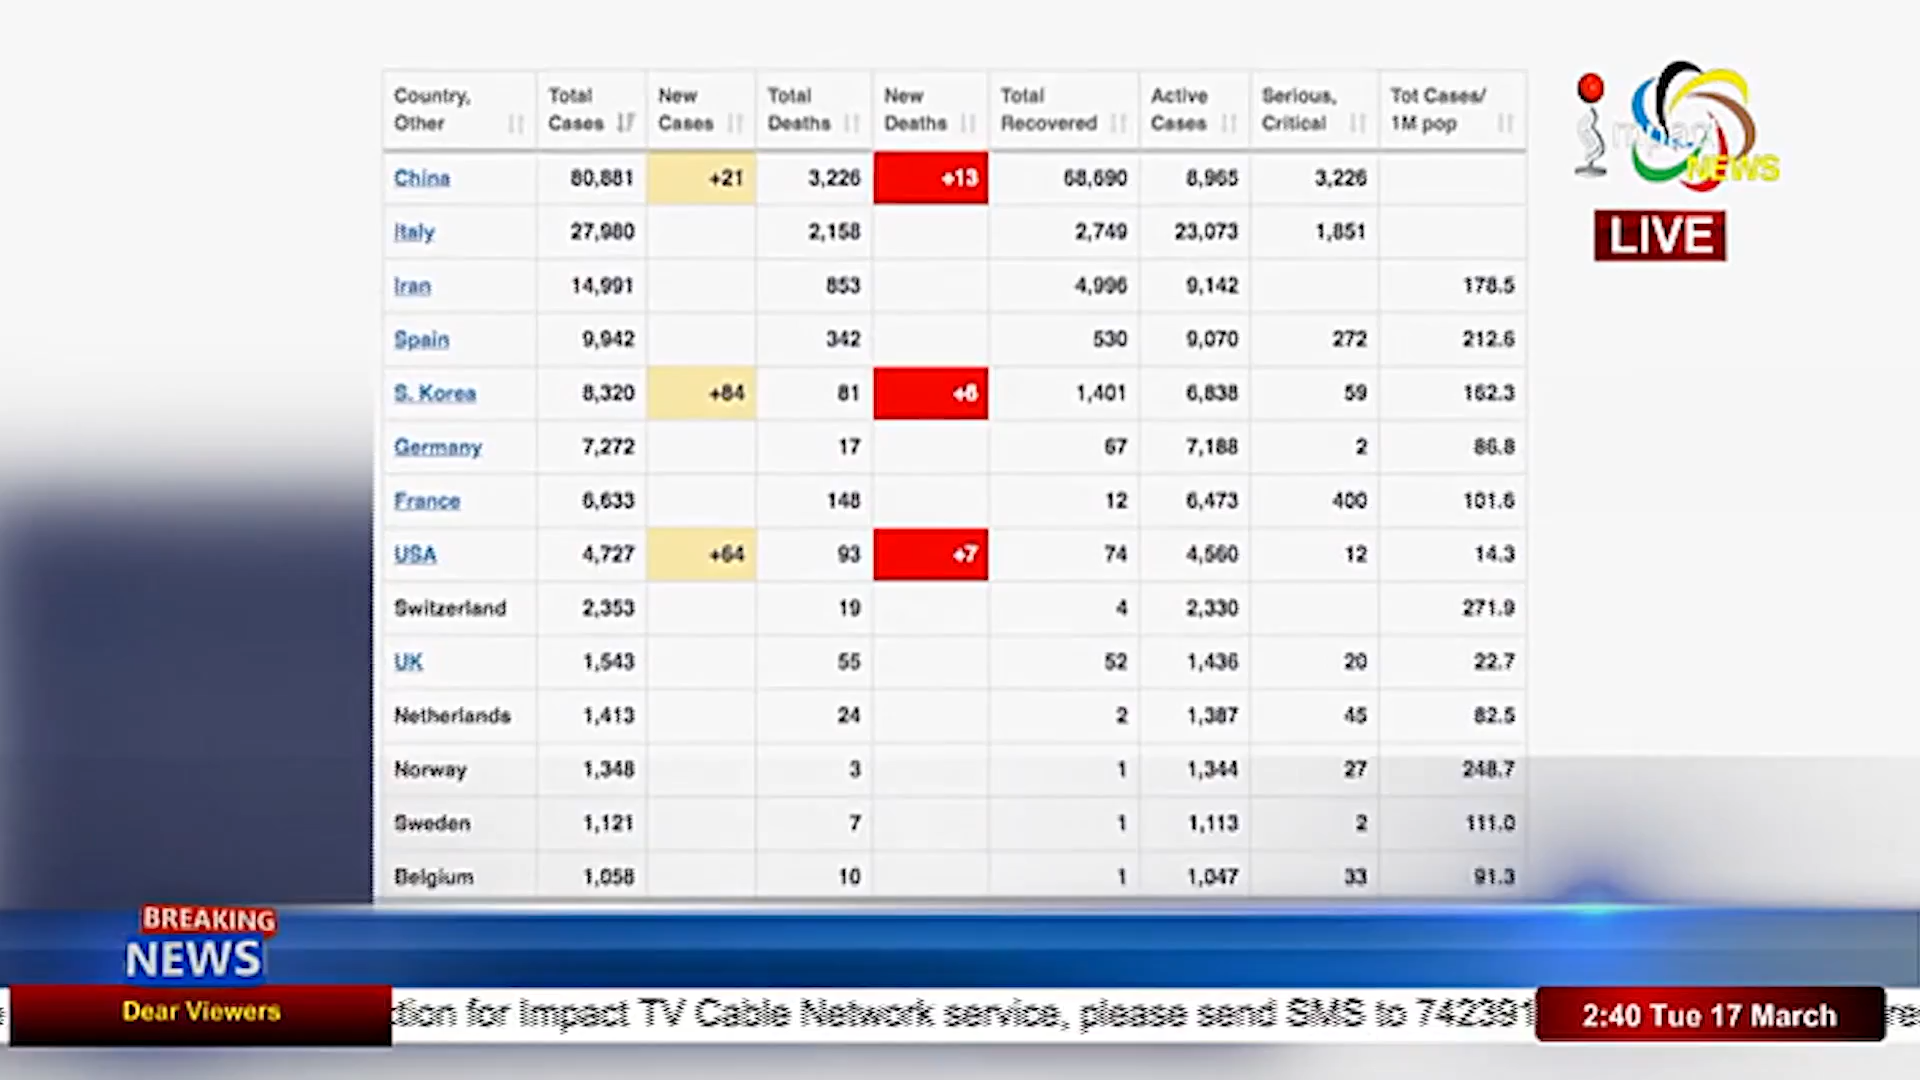 Country, Other Total Cases New Cases Total Deaths New Deaths Total Recovered Active Cases Serious, Critical Tot Cases/ 1M pop
China 80,881 +21 3,226 +13 68,690 8,965 3,226
Italy 27,980 2,158 2,749 23,073 1,851
Iran 14,991 853 4,996 9,142 178.5
Spain 9,942 342 530 9,070 272 212.6
S. Korea 8,320 +84 81 +6 1,401 6,838 59 162.3
Germany 7,272 17 67 7,188 2 86.8
France 6,633 148 12 6,473 400 101.6
USA 4,727 +64 93 +7 74 4,560 12 14.3
Switzerland 2,353 19 4 2,330 271.9
UK 1,543 55 52 1,436 20 22.7
Netherlands 1,413 24 2 1,387 45 82.5
Norway 1,348 3 1 1,344 27 248.7
Sweden 1,121 7 1 1,113 2 111.0
Belgium 1,058 10 1 1,047 33 91.3
impact
NEWS
LIVE
BREAKING
NEWS
Dear Viewers
for Impact TV Cable Network service, please send SMS to
2:40 Tue 17 March